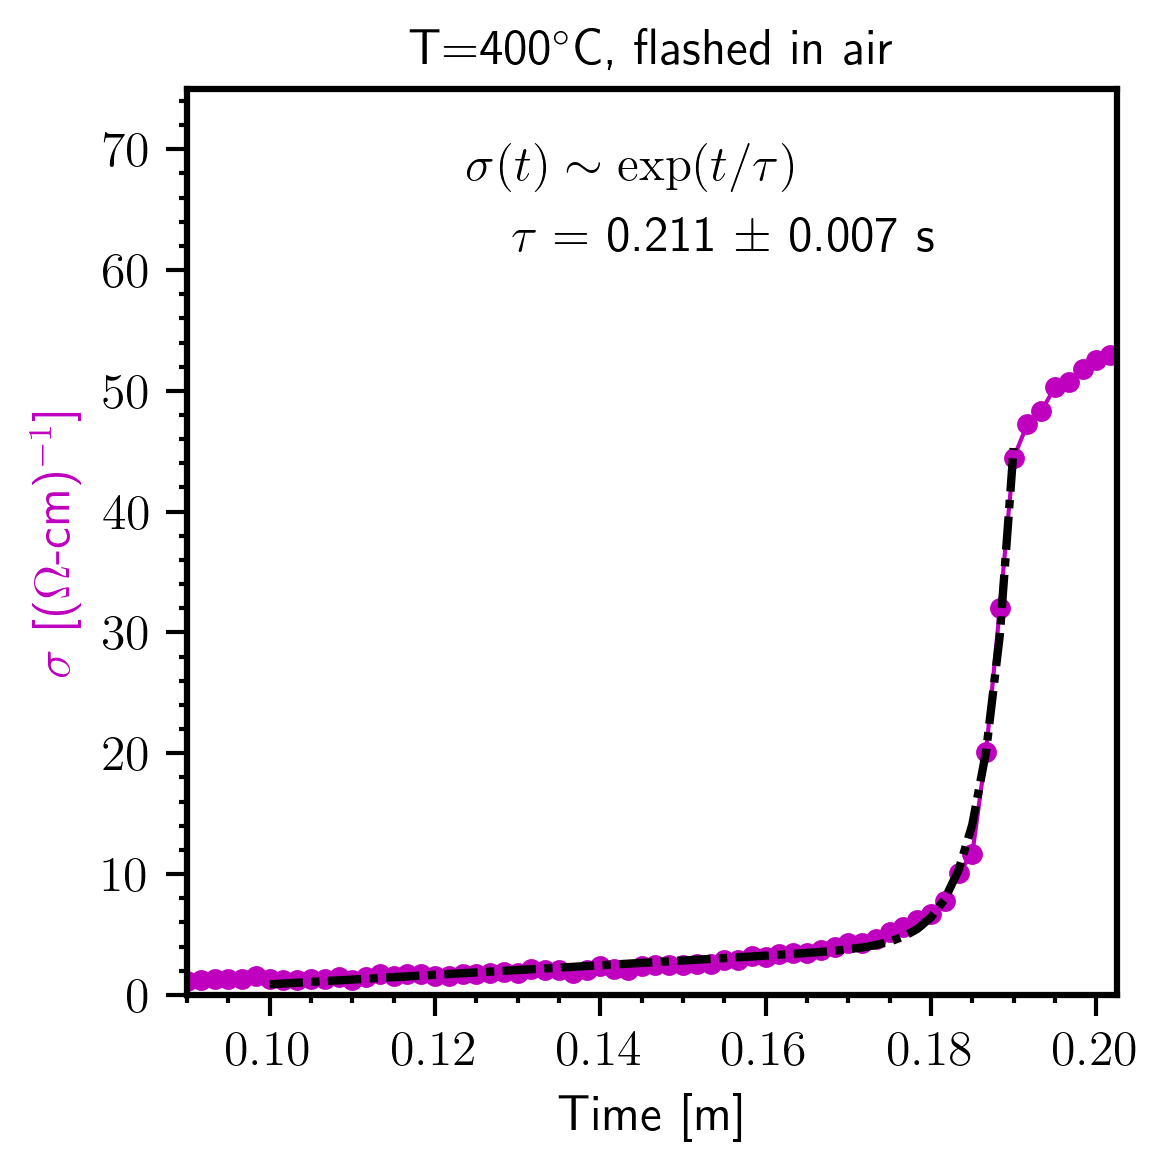 T=400°C, flashed in air
σ(t) ∼ exp(t/τ)
τ = 0.211 ± 0.007 s
70
60
50
40
30
20
10
0
σ [(Ω-cm)⁻¹]
0.10 0.12 0.14 0.16 0.18 0.20
Time [m]